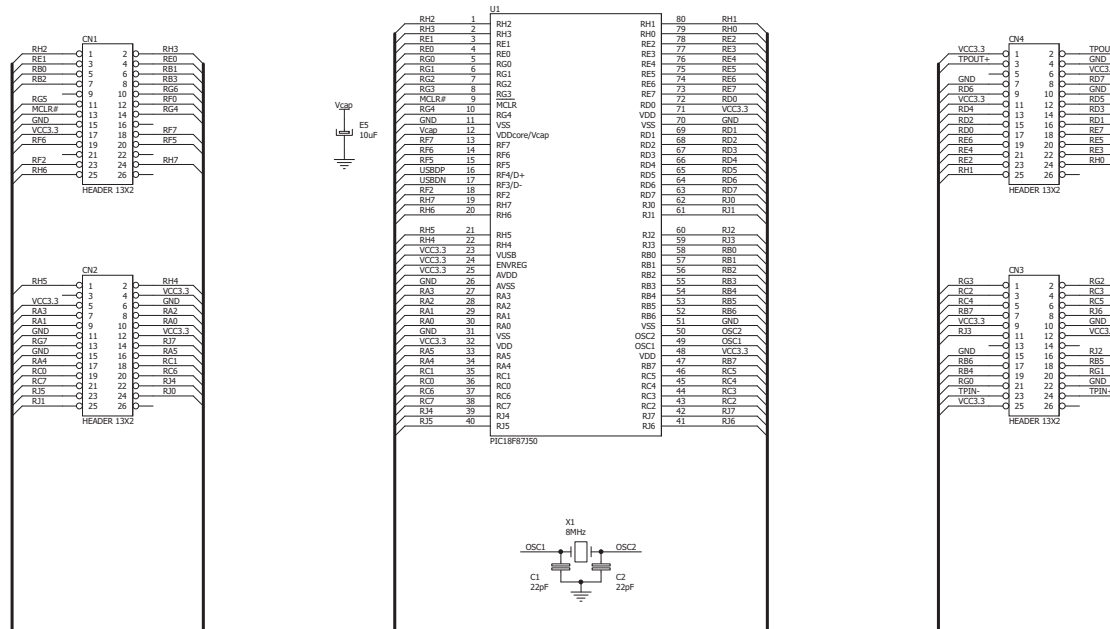 CN1
RH2 1 2 RH3
RE1 3 4 RE0
RB0 5 6 RB1
RB2 7 8 RB3
9 10 RG6
RG5 11 12 RF0
MCLR# 13 14 RG4
GND 15 16
VCC3.3 17 18 RF7
RF6 19 20 RF5
21 22
RF2 23 24 RH7
RH6 25 26
HEADER 13X2
CN2
RH5 1 2 RH4
3 4 VCC3.3
VCC3.3 5 6 GND
RA3 7 8 RA2
RA1 9 10 RA0
GND 11 12 VCC3.3
RG7 13 14 RJ7
GND 15 16 RA5
RA4 17 18 RC1
RC0 19 20 RC6
RC7 21 22 RJ4
RJ5 23 24 RJ0
RJ1 25 26
HEADER 13X2
Vcap
E5
10uF
U1
RH2 1 RH2 RH1 80 RH1
RH3 2 RH3 RH0 79 RH0
RE1 3 RE1 RE2 78 RE2
RE0 4 RE0 RE3 77 RE3
RG0 5 RG0 RE4 76 RE4
RG1 6 RG1 RE5 75 RE5
RG2 7 RG2 RE6 74 RE6
RG3 8 RG3 RE7 73 RE7
MCLR# 9 MCLR RD0 72 RD0
RG4 10 RG4 VDD 71 VCC3.3
GND 11 VSS VSS 70 GND
Vcap 12 VDDcore/Vcap RD1 69 RD1
RF7 13 RF7 RD2 68 RD2
RF6 14 RF6 RD3 67 RD3
RF5 15 RF5 RD4 66 RD4
USBDP 16 RF4/D+ RD5 65 RD5
USBDN 17 RF3/D- RD6 64 RD6
RF2 18 RF2 RD7 63 RD7
RH7 19 RH7 RJ0 62 RJ0
RH6 20 RH6 RJ1 61 RJ1
RH5 21 RH5 RJ2 60 RJ2
RH4 22 RH4 RJ3 59 RJ3
VCC3.3 23 VUSB RB0 58 RB0
VCC3.3 24 ENVREG RB1 57 RB1
VCC3.3 25 AVDD RB2 56 RB2
GND 26 AVSS RB3 55 RB3
RA3 27 RA3 RB4 54 RB4
RA2 28 RA2 RB5 53 RB5
RA1 29 RA1 RB6 52 RB6
RA0 30 RA0 VSS 51 GND
GND 31 VSS OSC2 50 OSC2
VCC3.3 32 VDD OSC1 49 OSC1
RA5 33 RA5 VDD 48 VCC3.3
RA4 34 RA4 RB7 47 RB7
RC1 35 RC1 RC5 46 RC5
RC0 36 RC0 RC4 45 RC4
RC6 37 RC6 RC3 44 RC3
RC7 38 RC7 RC2 43 RC2
RJ4 39 RJ4 RJ7 42 RJ7
RJ5 40 RJ5 RJ6 41 RJ6
PIC18F87J50
X1
8MHz
OSC1 OSC2
C1 C2
22pF 22pF
CN4
VCC3.3 1 2 TPOU
TPOUT+ 3 4 GND
5 6 VCC3.
GND 7 8 RD7
RD6 9 10 GND
VCC3.3 11 12 RD5
RD4 13 14 RD3
RD2 15 16 RD1
RD0 17 18 RE7
RE6 19 20 RE5
RE4 21 22 RE3
RE2 23 24 RH0
RH1 25 26
HEADER 13X2
CN3
RG3 1 2 RG2
RC2 3 4 RC3
RC4 5 6 RC5
RB7 7 8 RJ6
VCC3.3 9 10 GND
RJ3 11 12 VCC3.
13 14
GND 15 16 RJ2
RB6 17 18 RB5
RB4 19 20 RG1
RG0 21 22 GND
TPIN- 23 24
VCC3.3 25 26
HEADER 13X2